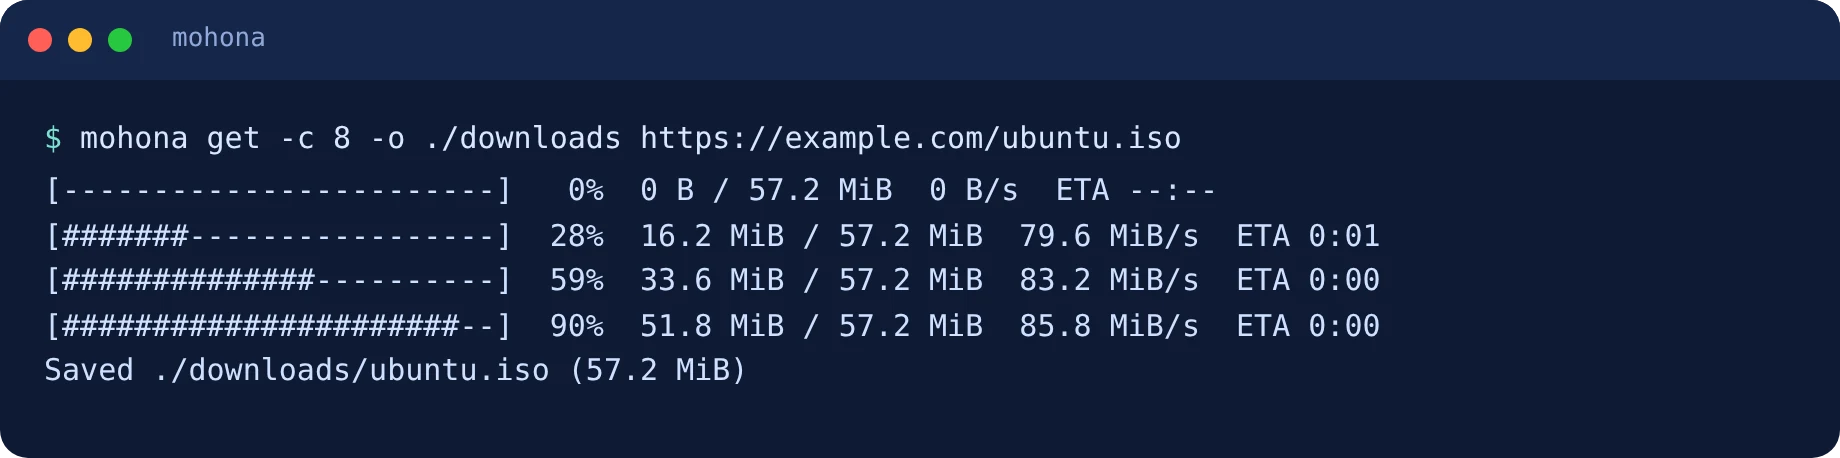 mohona
$ mohona get -c 8 -o ./downloads https://example.com/ubuntu.iso
[------------------------]   0%  0 B / 57.2 MiB  0 B/s  ETA --:--
[#######-----------------]  28%  16.2 MiB / 57.2 MiB  79.6 MiB/s  ETA 0:01
[##############----------]  59%  33.6 MiB / 57.2 MiB  83.2 MiB/s  ETA 0:00
[######################--]  90%  51.8 MiB / 57.2 MiB  85.8 MiB/s  ETA 0:00
Saved ./downloads/ubuntu.iso (57.2 MiB)